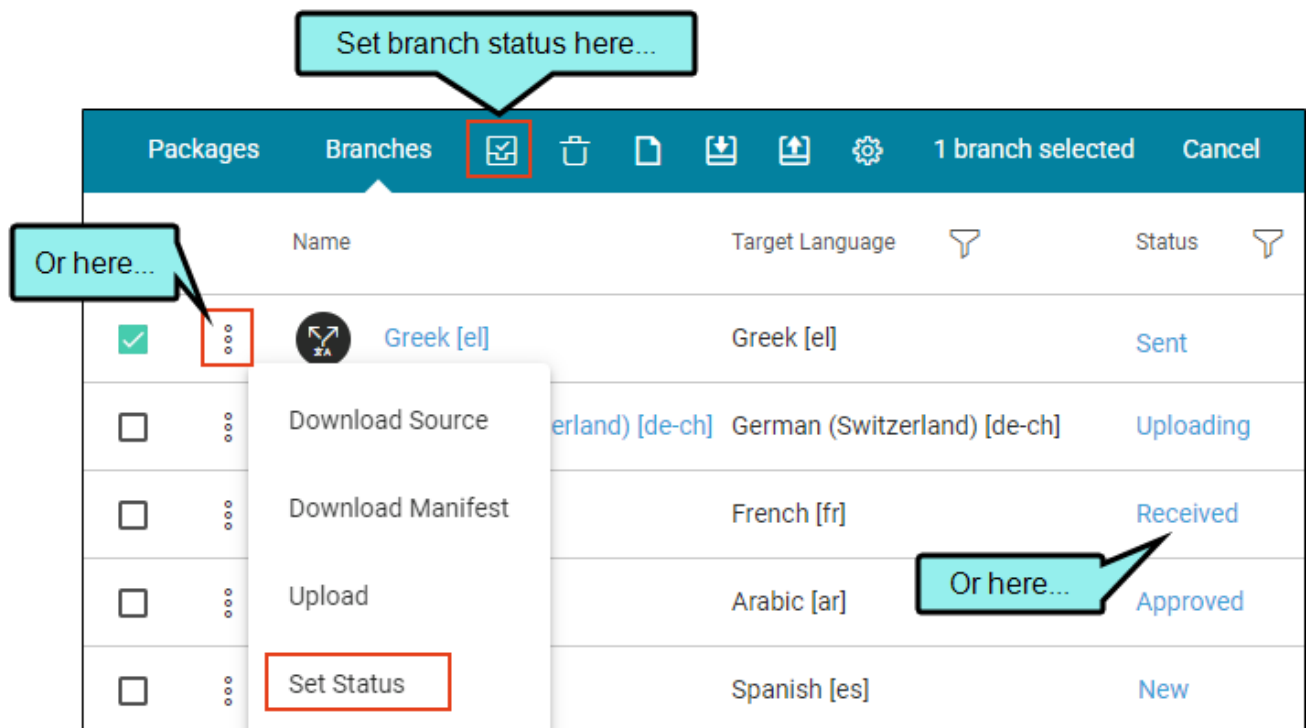 Set branch status here...
Packages Branches 1 branch selected Cancel
Name Target Language Status
Or here...
Greek [el] Greek [el] Sent
Download Source
erland) [de-ch] German (Switzerland) [de-ch] Uploading
Download Manifest
French [fr] Received
Or here...
Upload
Arabic [ar] Approved
Set Status
Spanish [es] New